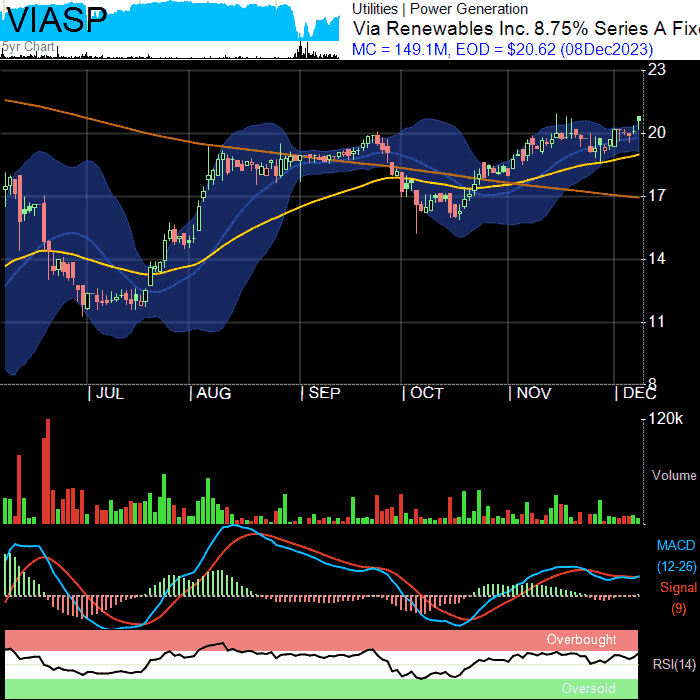 VIASP
5yr Chart
Utilities | Power Generation
Via Renewables Inc. 8.75% Series A Fixe
MC = 149.1M, EOD = $20.62 (08Dec2023)
23
20
17
14
11
8
| JUL | AUG | SEP | OCT | NOV | DEC
120k
Volume
MACD
(12-26)
Signal
(9)
Overbought
RSI(14)
Oversold